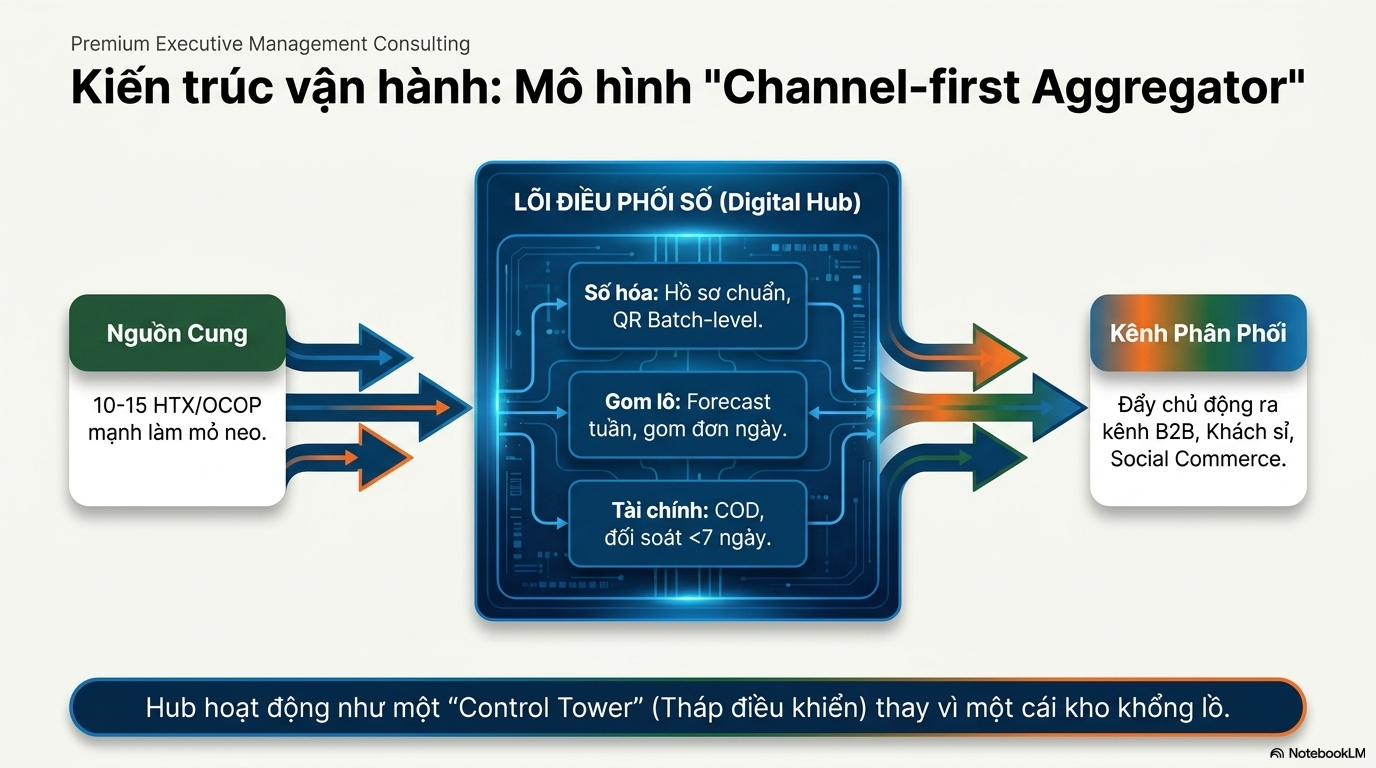 Premium Executive Management Consulting
Kiến trúc vận hành: Mô hình "Channel-first Aggregator"
LÕI ĐIỀU PHỐI SỐ (Digital Hub)
Nguồn Cung
10-15 HTX/OCOP
mạnh làm mỏ neo.
Số hóa: Hồ sơ chuẩn,
QR Batch-level.
Gom lô: Forecast
tuần, gom đơn ngày.
Tài chính: COD,
đối soát <7 ngày.
Kênh Phân Phối
Đẩy chủ động ra
kênh B2B, Khách sỉ,
Social Commerce.
Hub hoạt động như một “Control Tower” (Tháp điều khiển) thay vì một cái kho khổng lồ.
NotebookLM